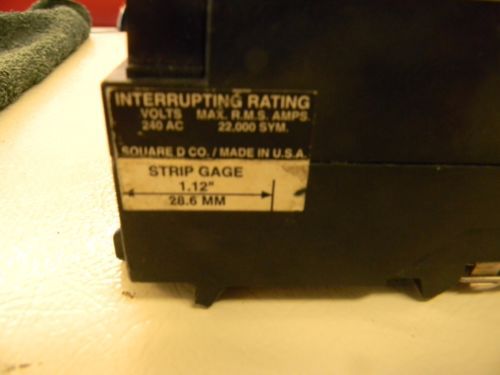 INTERRUPTING RATING
VOLTS MAX. R.M.S. AMPS.
240 AC 22,000 SYM.
SQUARE D CO. / MADE IN U.S.A.
STRIP GAGE
1.12"
28.6 MM